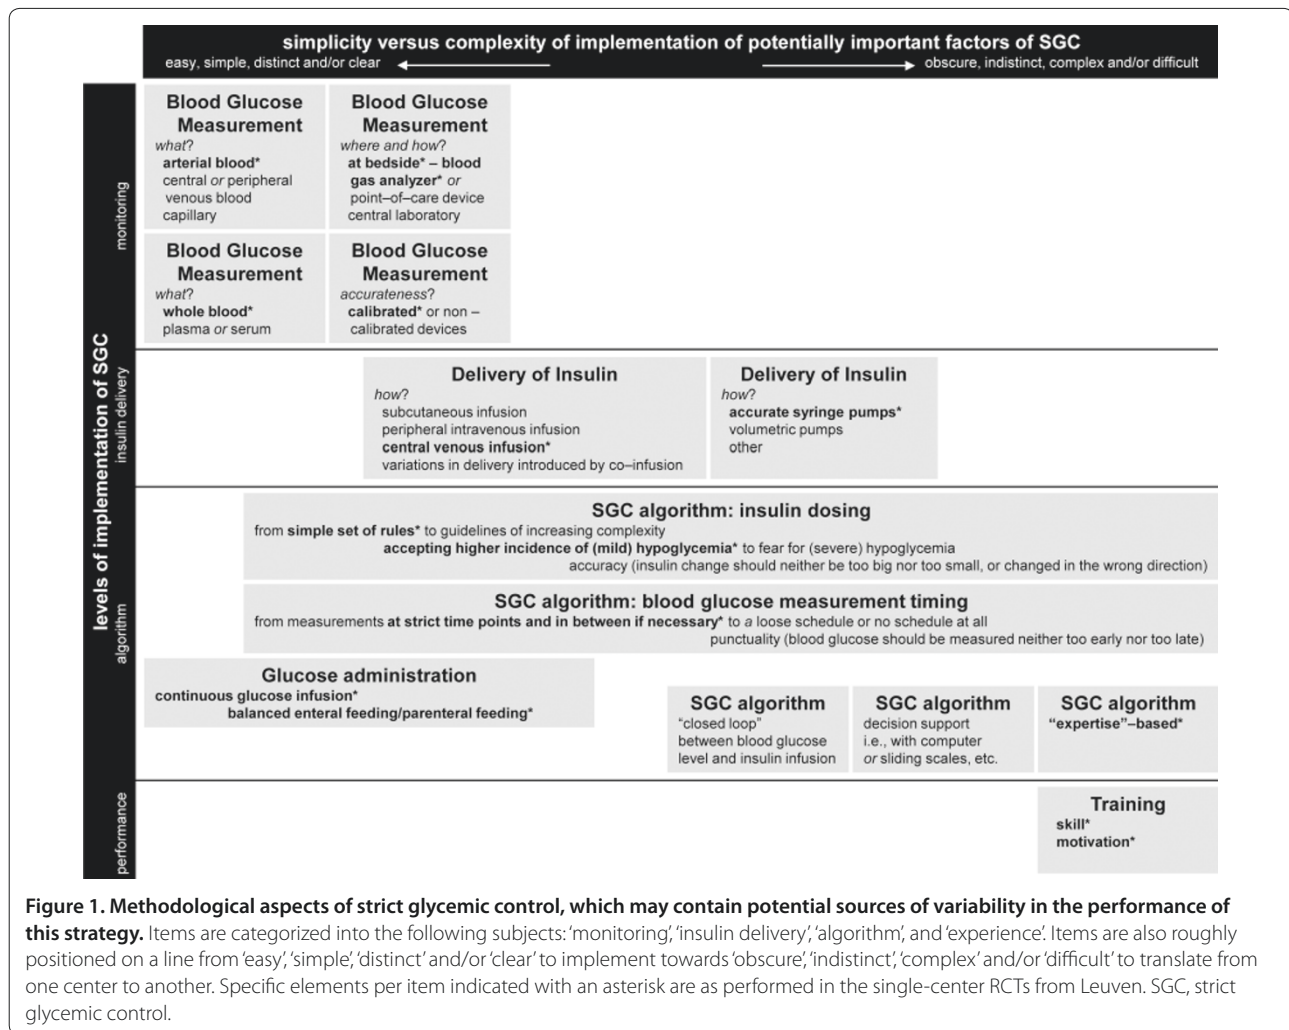 simplicity versus complexity of implementation of potentially important factors of SGC
easy, simple, distinct and/or clear
obscure, indistinct, complex and/or difficult
levels of implementation of SGC
monitoring
Blood Glucose
Measurement
what?
arterial blood*
central or peripheral
venous blood
capillary
Blood Glucose
Measurement
where and how?
at bedside* – blood
gas analyzer* or
point–of–care device
central laboratory
Blood Glucose
Measurement
what?
whole blood*
plasma or serum
Blood Glucose
Measurement
accurateness?
calibrated* or non –
calibrated devices
insulin delivery
Delivery of Insulin
how?
subcutaneous infusion
peripheral intravenous infusion
central venous infusion*
variations in delivery introduced by co–infusion
Delivery of Insulin
how?
accurate syringe pumps*
volumetric pumps
other
algorithm
SGC algorithm: insulin dosing
from simple set of rules* to guidelines of increasing complexity
accepting higher incidence of (mild) hypoglycemia* to fear for (severe) hypoglycemia
accuracy (insulin change should neither be too big nor too small, or changed in the wrong direction)
SGC algorithm: blood glucose measurement timing
from measurements at strict time points and in between if necessary* to a loose schedule or no schedule at all
punctuality (blood glucose should be measured neither too early nor too late)
Glucose administration
continuous glucose infusion*
balanced enteral feeding/parenteral feeding*
SGC algorithm
“closed loop”
between blood glucose
level and insulin infusion
SGC algorithm
decision support
i.e., with computer
or sliding scales, etc.
SGC algorithm
“expertise”–based*
performance
Training
skill*
motivation*
Figure 1. Methodological aspects of strict glycemic control, which may contain potential sources of variability in the performance of
this strategy. Items are categorized into the following subjects: ‘monitoring’, ‘insulin delivery’, ‘algorithm’, and ‘experience’. Items are also roughly
positioned on a line from ‘easy’, ‘simple’, ‘distinct’ and/or ‘clear’ to implement towards ‘obscure’, ‘indistinct’, ‘complex’ and/or ‘difficult’ to translate from
one center to another. Specific elements per item indicated with an asterisk are as performed in the single-center RCTs from Leuven. SGC, strict
glycemic control.